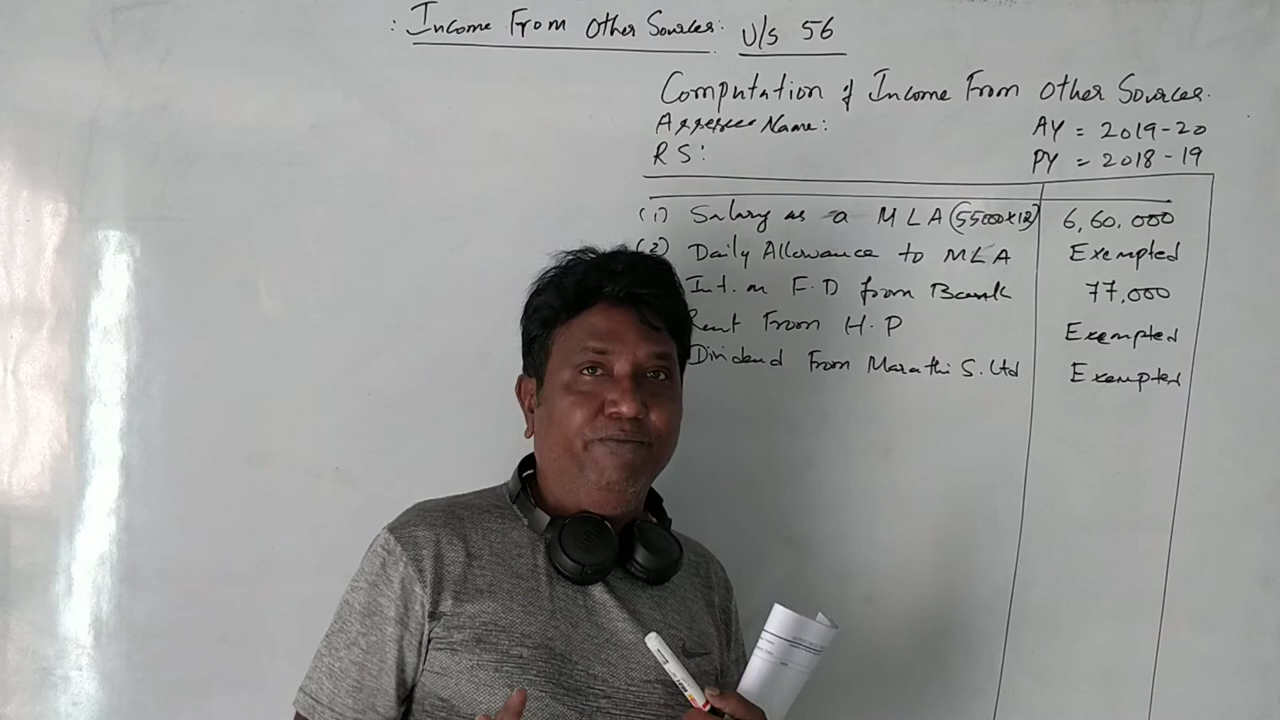 : Income From Other Sources: U/s 56
Computation of Income From Other Sources.
Assessee Name: AY = 2019-20
R S: PY = 2018-19
(1) Salary as a MLA (55000x12) 6,60,000
(2) Daily Allowance to MLA Exempted
Int. on F.D from Bank 77,000
Rent From H.P Exempted
Dividend From Marathi S. Ltd Exempted